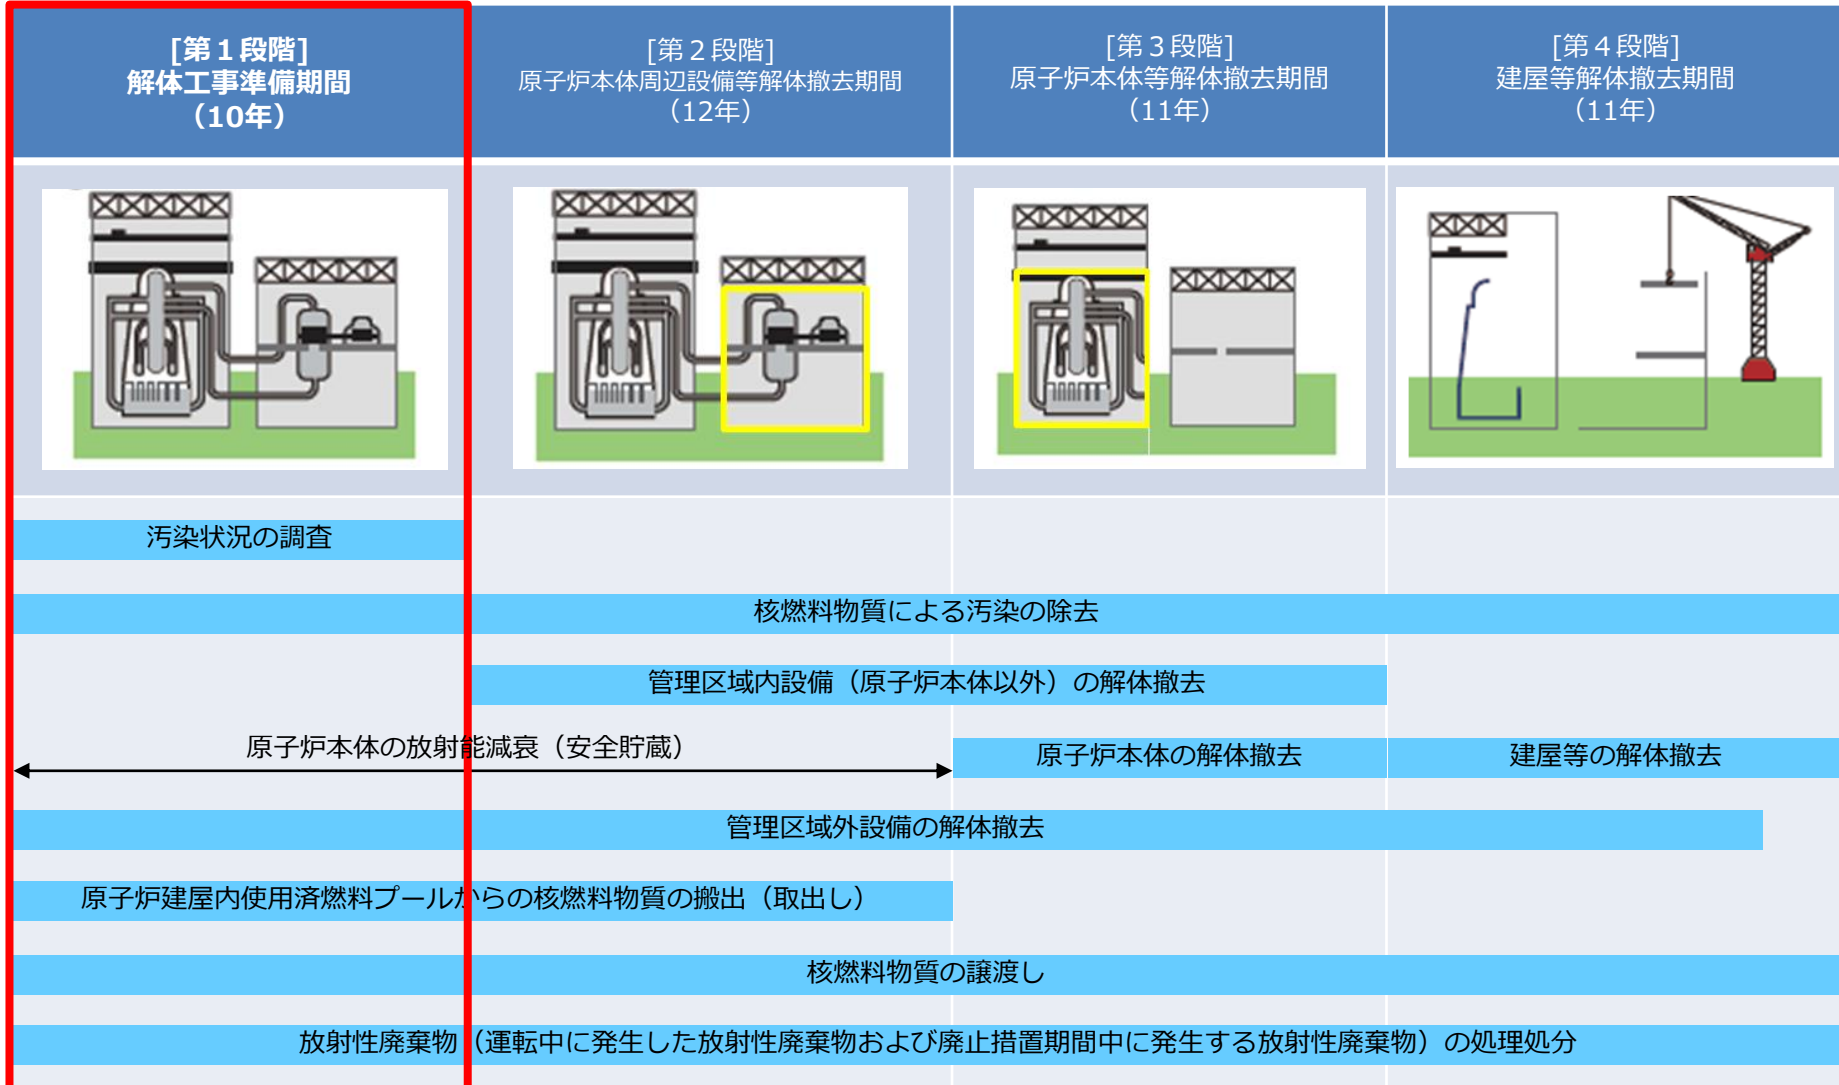 [第１段階]
解体工事準備期間
（10年）
[第２段階]
原子炉本体周辺設備等解体撤去期間
（12年）
[第３段階]
原子炉本体等解体撤去期間
（11年）
[第４段階]
建屋等解体撤去期間
（11年）
汚染状況の調査
核燃料物質による汚染の除去
管理区域内設備（原子炉本体以外）の解体撤去
原子炉本体の放射能減衰（安全貯蔵）
原子炉本体の解体撤去
建屋等の解体撤去
管理区域外設備の解体撤去
原子炉建屋内使用済燃料プールからの核燃料物質の搬出（取出し）
核燃料物質の譲渡し
放射性廃棄物（運転中に発生した放射性廃棄物および廃止措置期間中に発生する放射性廃棄物）の処理処分